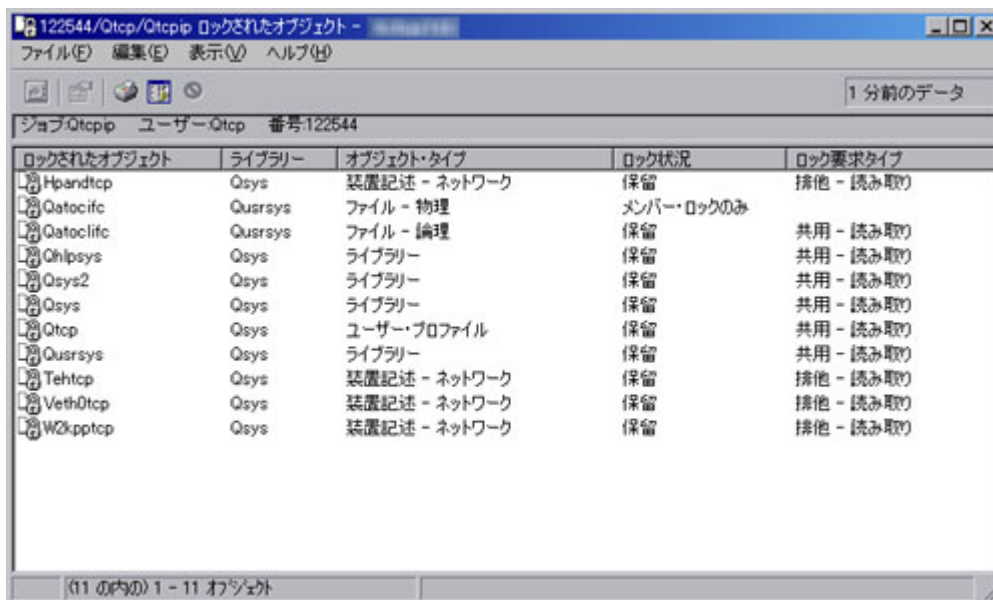 122544/Qtcp/Qtcpip ロックされたオブジェクト -
ファイル(F) 編集(E) 表示(V) ヘルプ(H)
1 分前のデータ
ジョブ:Qtcpip ユーザー:Qtcp 番号:122544
ロックされたオブジェクト ライブラリー オブジェクト・タイプ ロック状況 ロック要求タイプ
Hpandtcp Qsys 装置記述 - ネットワーク 保留 排他 - 読み取り
Qatocifc Qusrsys ファイル - 物理 メンバー・ロックのみ
Qatoclifc Qusrsys ファイル - 論理 保留 共用 - 読み取り
Qhlpsys Qsys ライブラリー 保留 共用 - 読み取り
Qsys2 Qsys ライブラリー 保留 共用 - 読み取り
Qsys Qsys ライブラリー 保留 共用 - 読み取り
Qtcp Qsys ユーザー・プロファイル 保留 共用 - 読み取り
Qusrsys Qsys ライブラリー 保留 共用 - 読み取り
Tehtcp Qsys 装置記述 - ネットワーク 保留 排他 - 読み取り
Veth0tcp Qsys 装置記述 - ネットワーク 保留 排他 - 読み取り
W2kpptcp Qsys 装置記述 - ネットワーク 保留 排他 - 読み取り
(11 の内の) 1 - 11 オブジェクト